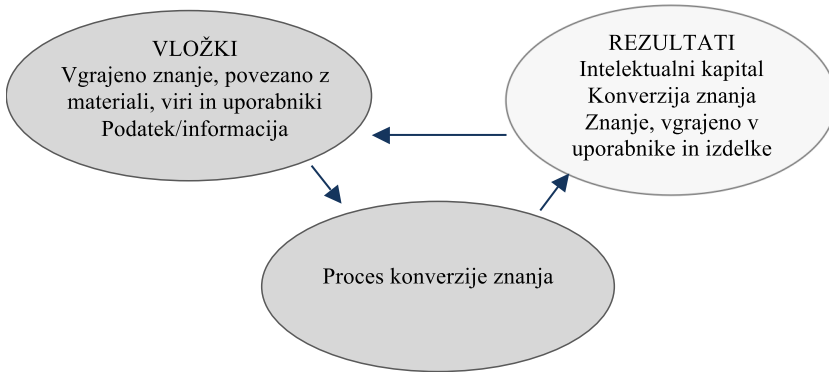 VLOŽKI
Vgrajeno znanje, povezano z
materiali, viri in uporabniki
Podatek/informacija
REZULTATI
Intelektualni kapital
Konverzija znanja
Znanje, vgrajeno v
uporabnike in izdelke
Proces konverzije znanja